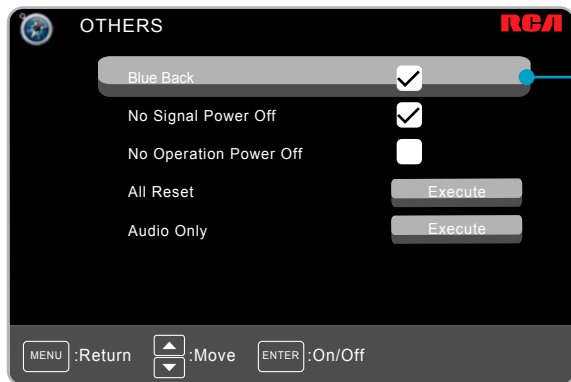 OTHERS
RCA
Blue Back
No Signal Power Off
No Operation Power Off
All Reset Execute
Audio Only Execute
MENU :Return :Move ENTER :On/Off